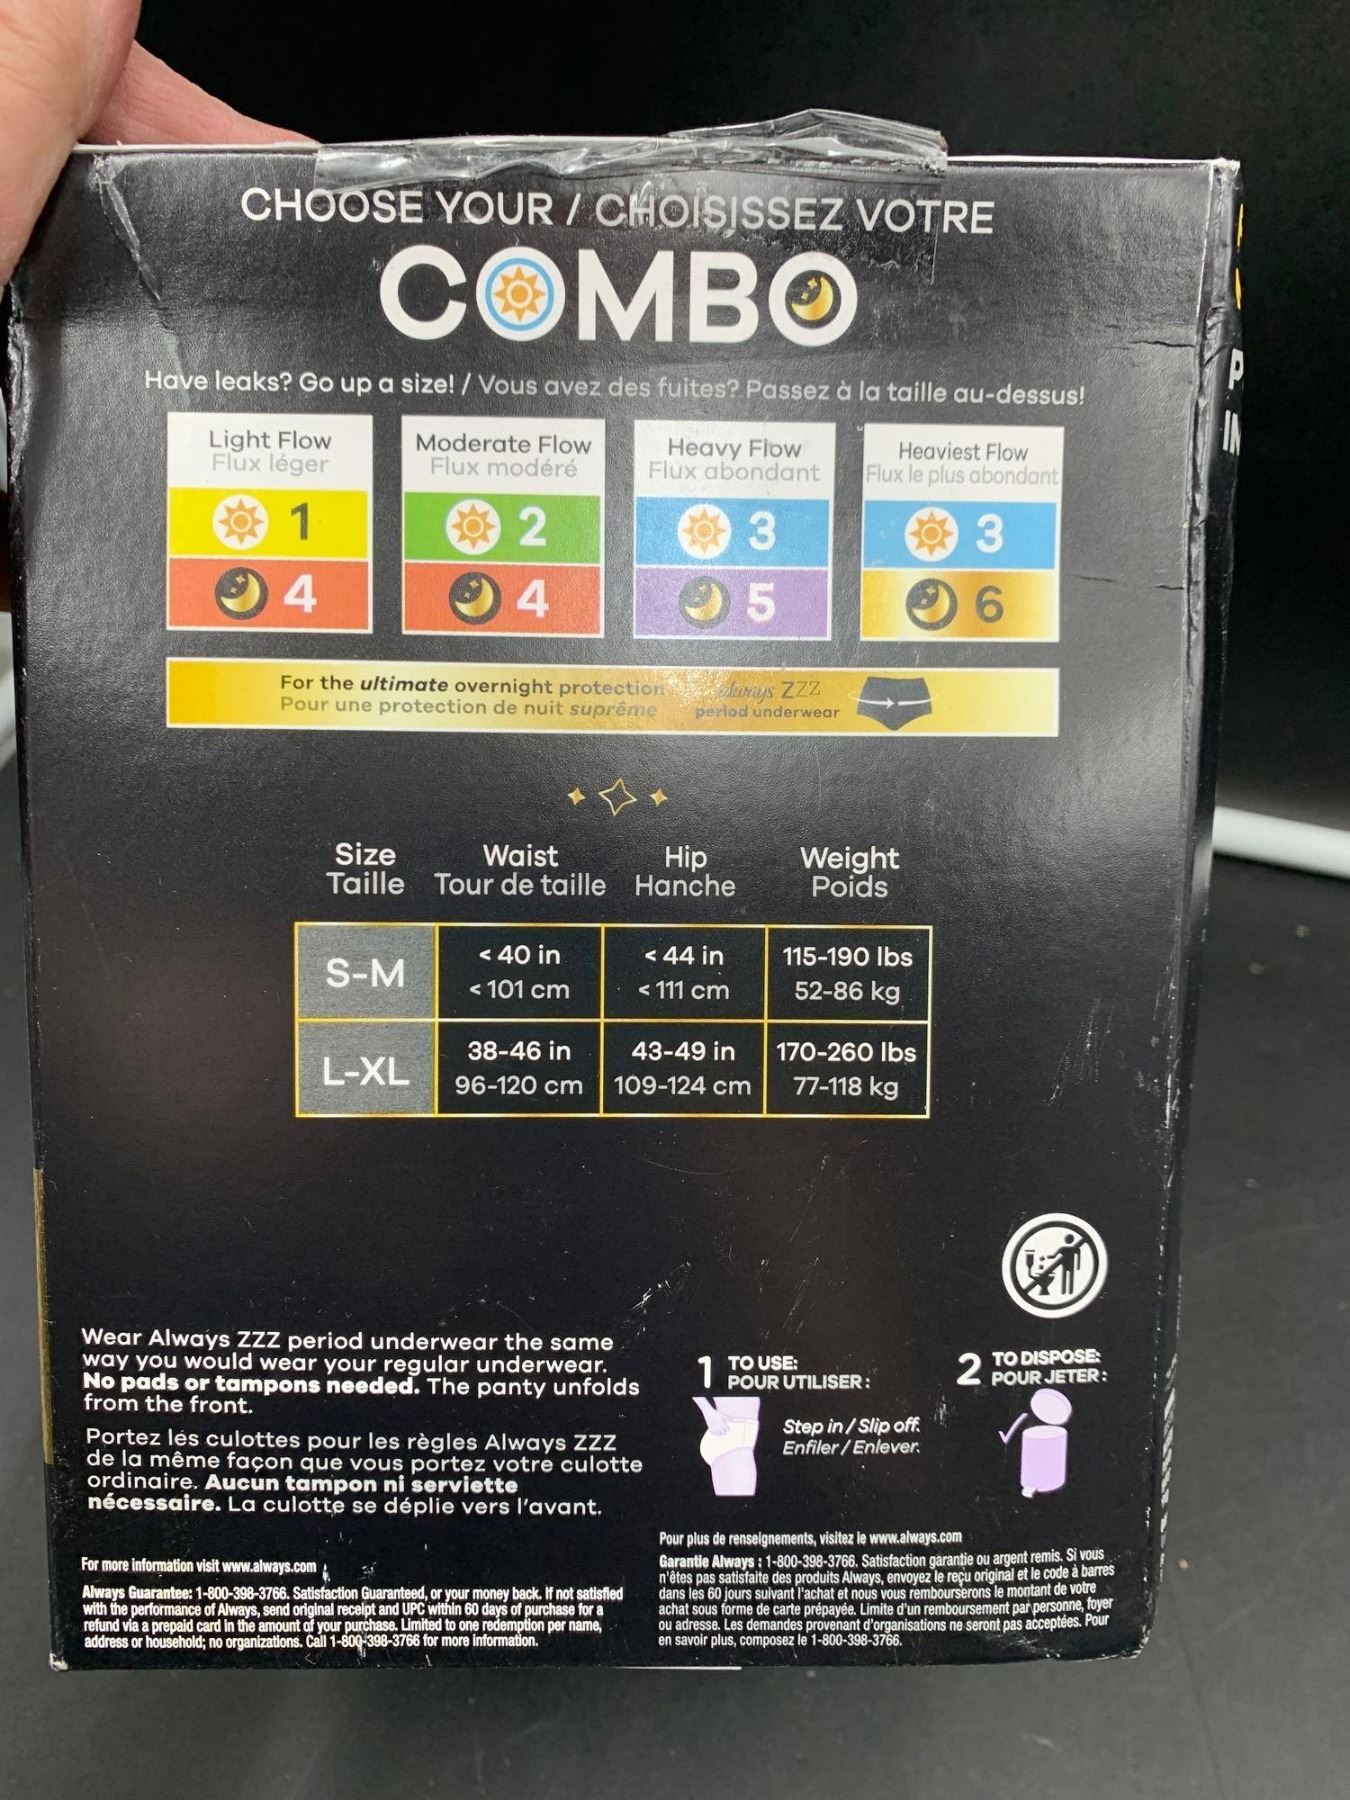 CHOOSE YOUR / CHOISISSEZ VOTRE
COMBO
Have leaks? Go up a size! / Vous avez des fuites? Passez à la taille au-dessus!
Light Flow
Flux léger
1
4
Moderate Flow
Flux modéré
2
4
Heavy Flow
Flux abondant
3
5
Heaviest Flow
Flux le plus abondant
3
6
For the ultimate overnight protection
Pour une protection de nuit suprême
always ZZZ
period underwear
Size Waist Hip Weight
Taille Tour de taille Hanche Poids
S-M < 40 in < 44 in 115-190 lbs
< 101 cm < 111 cm 52-86 kg
L-XL 38-46 in 43-49 in 170-260 lbs
96-120 cm 109-124 cm 77-118 kg
Wear Always ZZZ period underwear the same
way you would wear your regular underwear.
No pads or tampons needed. The panty unfolds
from the front.
Portez les culottes pour les règles Always ZZZ
de la même façon que vous portez votre culotte
ordinaire. Aucun tampon ni serviette
nécessaire. La culotte se déplie vers l'avant.
1 TO USE:
POUR UTILISER :
Step in / Slip off.
Enfiler / Enlever.
2 TO DISPOSE:
POUR JETER :
For more information visit www.always.com
Always Guarantee: 1-800-398-3766. Satisfaction Guaranteed, or your money back. If not satisfied
with the performance of Always, send original receipt and UPC within 60 days of purchase for a
refund via a prepaid card in the amount of your purchase. Limited to one redemption per name,
address or household; no organizations. Call 1-800-398-3766 for more information.
Pour plus de renseignements, visitez le www.always.com
Garantie Always : 1-800-398-3766. Satisfaction garantie ou argent remis. Si vous
n'êtes pas satisfaite des produits Always, envoyez le reçu original et le code à barres
dans les 60 jours suivant l'achat et nous vous rembourserons le montant de votre
achat sous forme de carte prépayée. Limite d'un remboursement par personne, foyer
ou adresse. Les demandes provenant d'organisations ne seront pas acceptées. Pour
en savoir plus, composez le 1-800-398-3766.